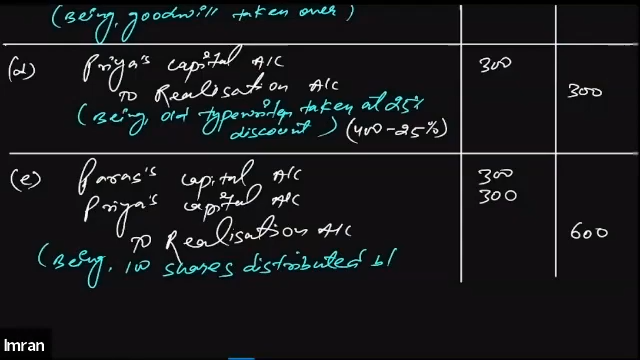 (Being, goodwill taken over)
(d) Priya's capital A/C 300
To Realisation A/C 300
(Being, old typewriter taken at 25%
discount) (400-25%)
(e) Paras's capital A/C 300
Priya's capital A/C 300
To Realisation A/C 600
(Being, 100 shares distributed b/
Imran